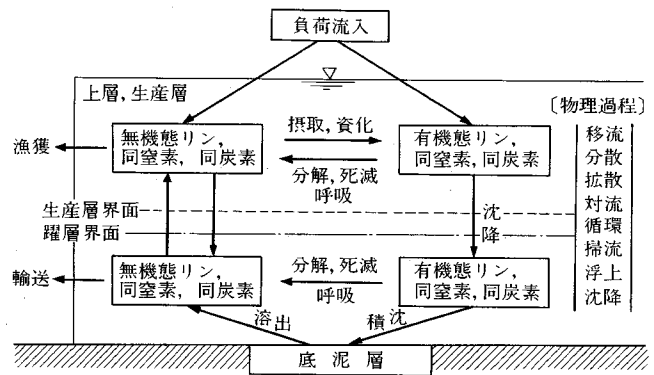 負荷流入
上層,生産層
〔物理過程〕
無機態リン,
同窒素, 同炭素
摂取,資化
分解,死滅
呼吸
有機態リン,
同窒素,同炭素
漁獲
移流
分散
拡散
対流
循環
掃流
浮上
沈降
生産層界面
躍層界面
沈降
無機態リン,
同窒素, 同炭素
分解,死滅
呼吸
有機態リン,
同窒素,同炭素
輸送
溶出
沈積
底泥層